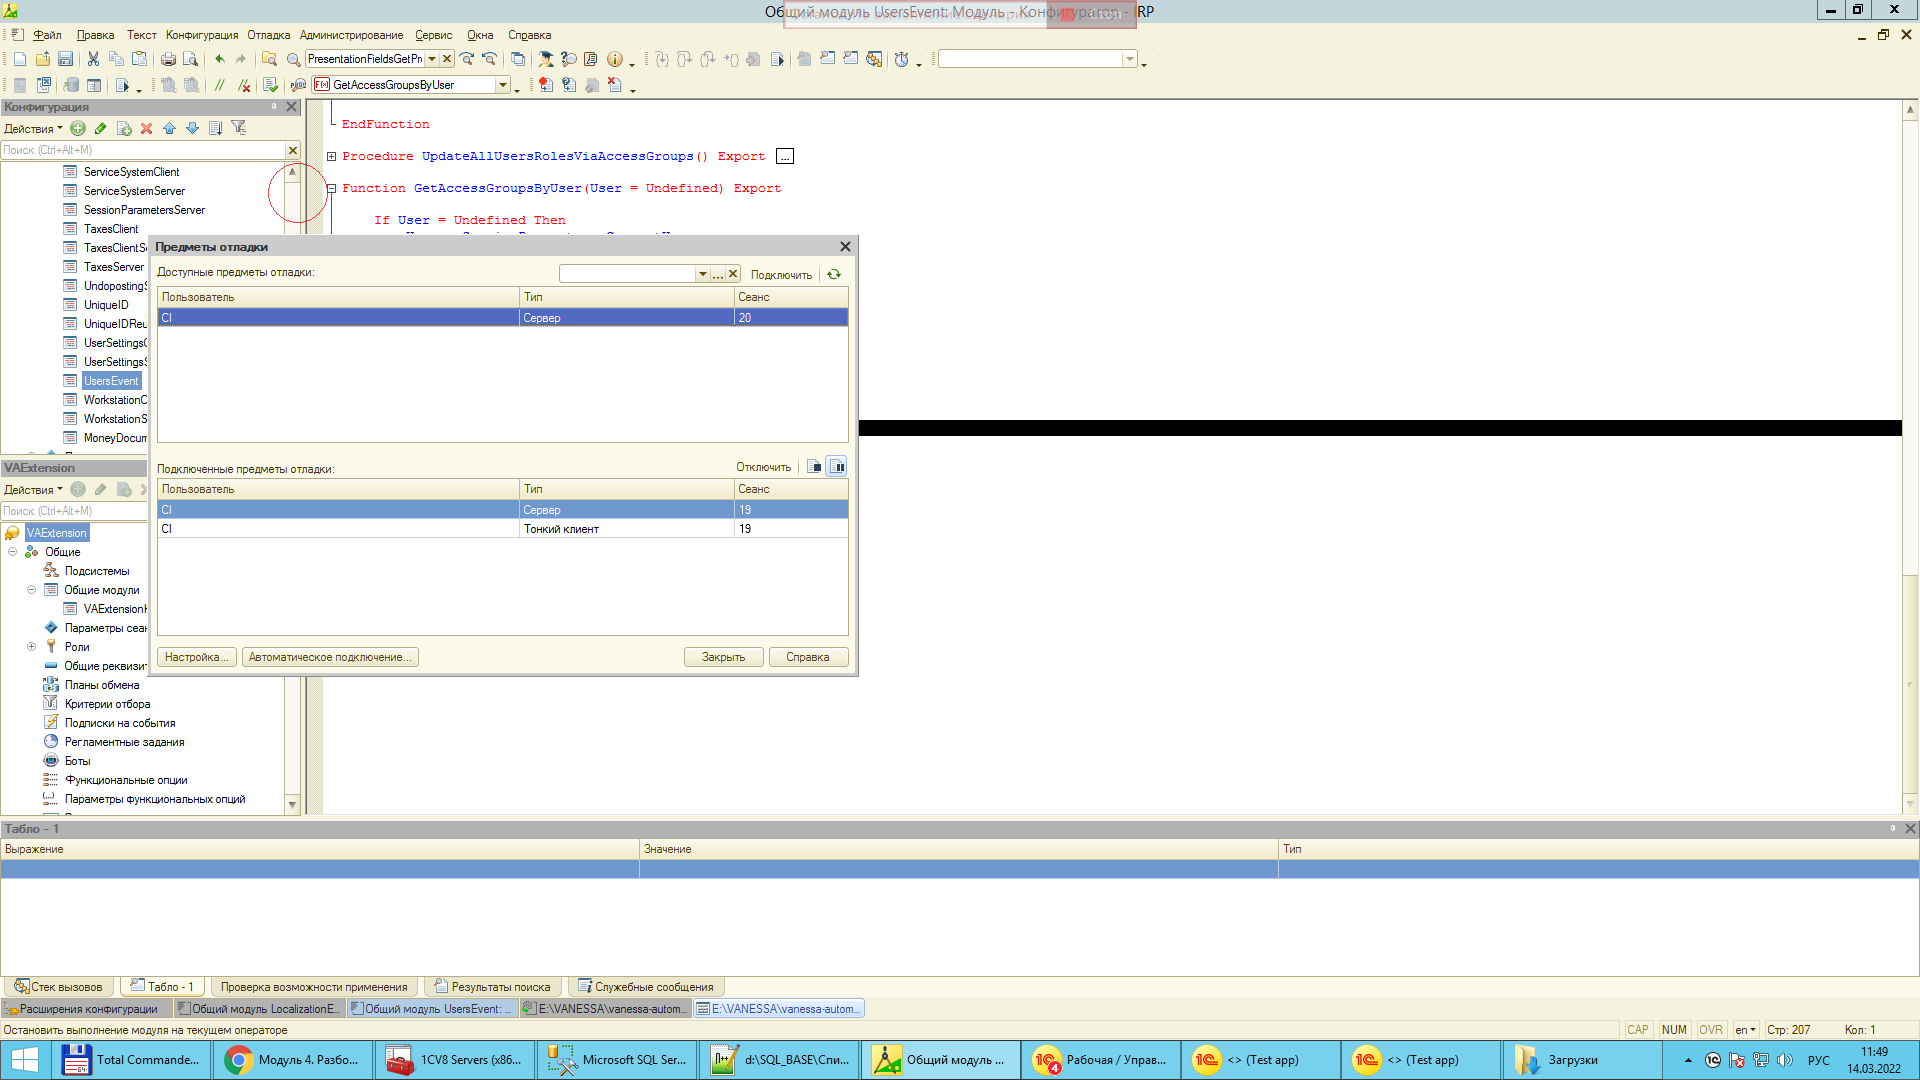 Общий модуль UsersEvent: Модуль - Конфигуратор - IRP
Стоп
Файл Правка Текст Конфигурация Отладка Администрирование Сервис Окна Справка
PresentationFieldsGetPr
GetAccessGroupsByUser
Конфигурация
Действия
Поиск (Ctrl+Alt+M)
ServiceSystemClient
ServiceSystemServer
SessionParametersServer
TaxesClient
TaxesClientS
TaxesServer
UndopostingS
UniqueID
UniqueIDReu
UserSettingsC
UserSettingsS
UsersEvent
WorkstationC
WorkstationS
MoneyDocum
EndFunction
Procedure UpdateAllUsersRolesViaAccessGroups() Export ...
Function GetAccessGroupsByUser(User = Undefined) Export
If User = Undefined Then
Предметы отладки
Доступные предметы отладки:
Подключить
Пользователь Тип Сеанс
CI Сервер 20
Подключенные предметы отладки:
Отключить
Пользователь Тип Сеанс
CI Сервер 19
CI Тонкий клиент 19
Настройка... Автоматическое подключение... Закрыть Справка
VAExtension
Действия
Поиск (Ctrl+Alt+M)
VAExtension
Общие
Подсистемы
Общие модули
VAExtension
Параметры сеан
Роли
Общие реквизит
Планы обмена
Критерии отбора
Подписки на события
Регламентные задания
Боты
Функциональные опции
Параметры функциональных опций
Табло - 1
Выражение Значение Тип
Стек вызовов Табло - 1 Проверка возможности применения Результаты поиска Служебные сообщения
Расширения конфигурации Общий модуль LocalizationE... Общий модуль UsersEvent: ... E:\VANESSA\vanessa-autom... E:\VANESSA\vanessa-autom...
Остановить выполнение модуля на текущем операторе
CAP NUM OVR en Стр: 207 Кол: 1
Total Commande... Модуль 4. Разбо... 1CV8 Servers (x86... Microsoft SQL Ser... d:\SQL_BASE\Спи... Общий модуль ... Рабочая / Управ... <> (Test app) <> (Test app) Загрузки
РУС
11:49
14.03.2022